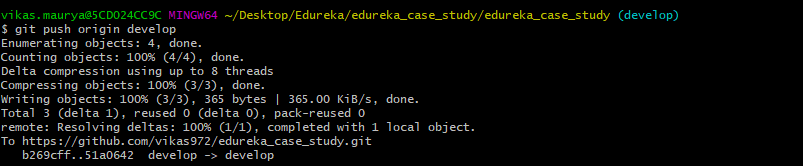 vikas.maurya@5CD024CC9C MINGW64 ~/Desktop/Edureka/edureka_case_study/edureka_case_study (develop)
$ git push origin develop
Enumerating objects: 4, done.
Counting objects: 100% (4/4), done.
Delta compression using up to 8 threads
Compressing objects: 100% (3/3), done.
Writing objects: 100% (3/3), 365 bytes | 365.00 KiB/s, done.
Total 3 (delta 1), reused 0 (delta 0), pack-reused 0
remote: Resolving deltas: 100% (1/1), completed with 1 local object.
To https://github.com/vikas972/edureka_case_study.git
   b269cff..51a0642  develop -> develop